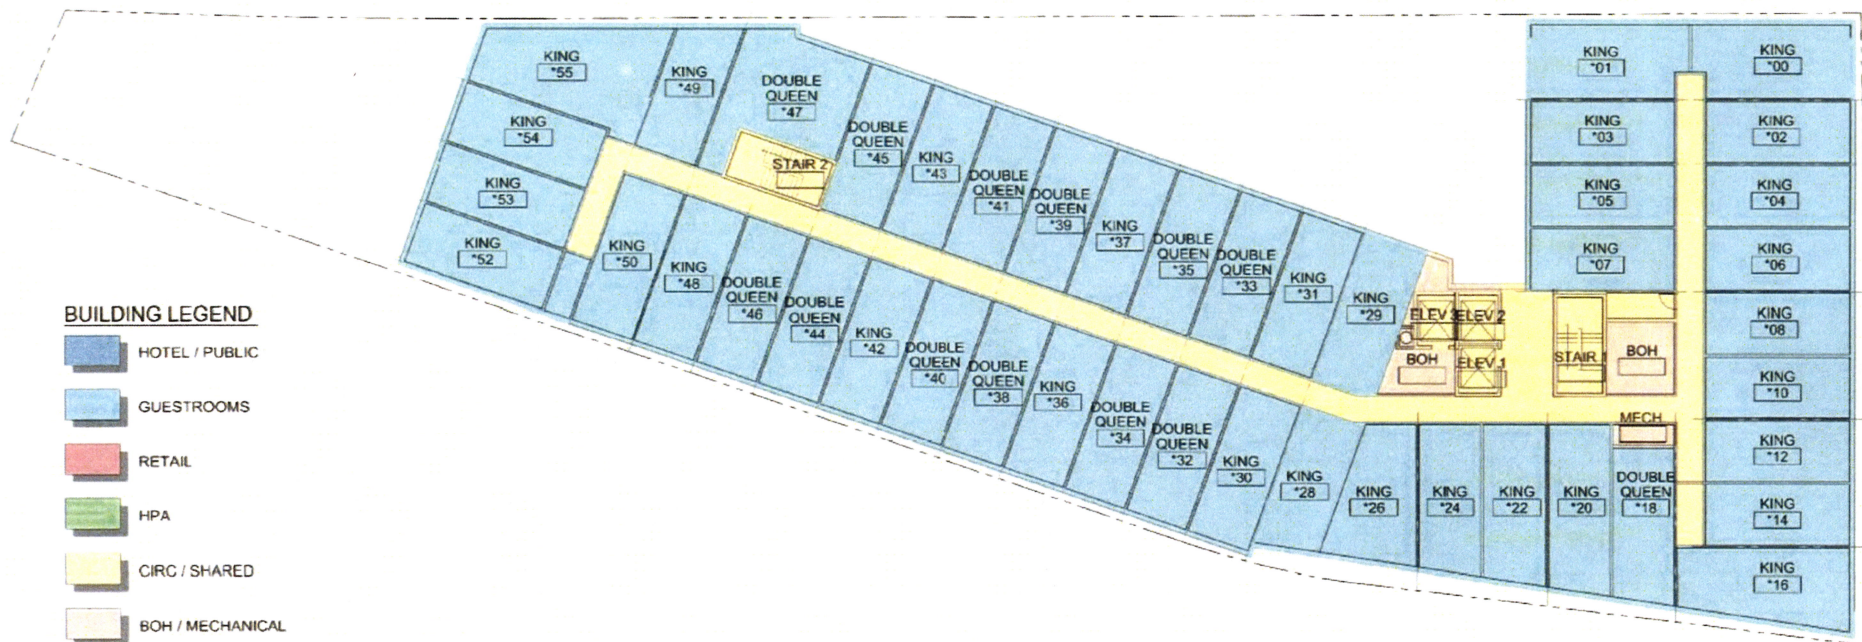 KING
*55
KING
*49
DOUBLE
QUEEN
*47
KING
*54
DOUBLE
QUEEN
*45
STAIR 2
KING
*43
DOUBLE
QUEEN
*41
DOUBLE
QUEEN
*39
KING
*37
DOUBLE
QUEEN
*35
DOUBLE
QUEEN
*33
KING
*31
KING
*29
KING
*53
KING
*52
KING
*50
KING
*48
DOUBLE
QUEEN
*46
DOUBLE
QUEEN
*44
KING
*42
DOUBLE
QUEEN
*40
DOUBLE
QUEEN
*38
KING
*36
DOUBLE
QUEEN
*34
DOUBLE
QUEEN
*32
KING
*30
KING
*28
KING
*26
KING
*24
KING
*22
KING
*20
DOUBLE
QUEEN
*18
KING
*01
KING
*00
KING
*03
KING
*02
KING
*05
KING
*04
KING
*07
KING
*06
KING
*08
KING
*10
KING
*12
KING
*14
KING
*16
ELEV 3
ELEV 2
ELEV 1
BOH
STAIR 1
BOH
MECH
BUILDING LEGEND
HOTEL / PUBLIC
GUESTROOMS
RETAIL
HPA
CIRC / SHARED
BOH / MECHANICAL